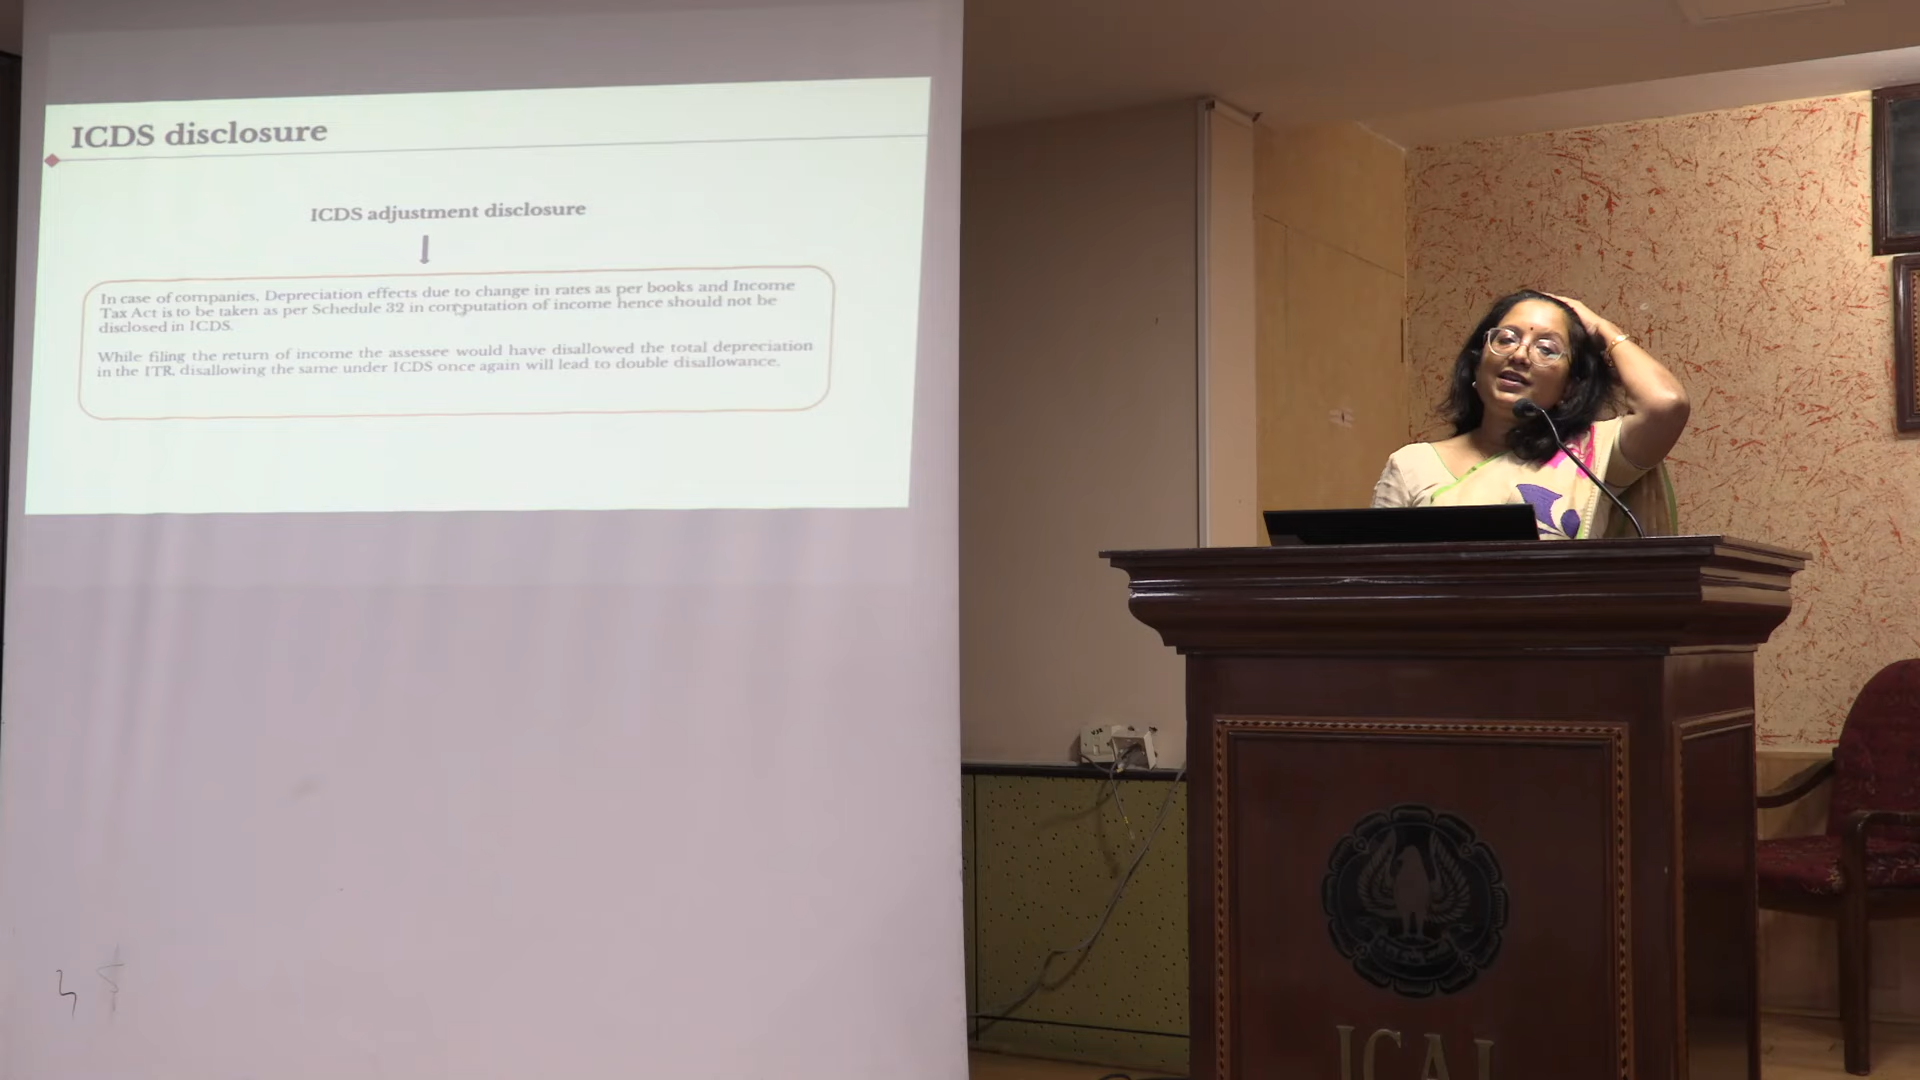 ICDS disclosure
ICDS adjustment disclosure
In case of companies, Depreciation effects due to change in rates as per books and Income
Tax Act is to be taken as per Schedule 32 in computation of income hence should not be
disclosed in ICDS.
While filing the return of income the assessee would have disallowed the total depreciation
in the ITR, disallowing the same under ICDS once again will lead to double disallowance.
ICAI